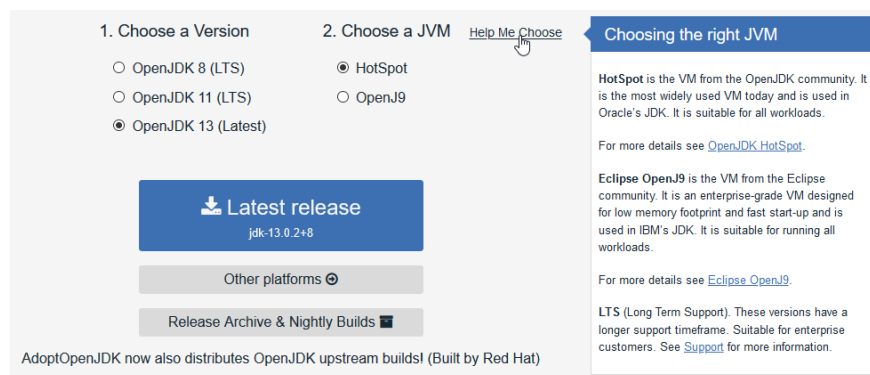 1. Choose a Version
2. Choose a JVM
Help Me Choose
OpenJDK 8 (LTS)
HotSpot
OpenJDK 11 (LTS)
OpenJ9
OpenJDK 13 (Latest)
Latest release
jdk-13.0.2+8
Other platforms
Release Archive & Nightly Builds
AdoptOpenJDK now also distributes OpenJDK upstream builds! (Built by Red Hat)
Choosing the right JVM
HotSpot is the VM from the OpenJDK community. It
is the most widely used VM today and is used in
Oracle's JDK. It is suitable for all workloads.
For more details see OpenJDK HotSpot.
Eclipse OpenJ9 is the VM from the Eclipse
community. It is an enterprise-grade VM designed
for low memory footprint and fast start-up and is
used in IBM's JDK. It is suitable for running all
workloads.
For more details see Eclipse OpenJ9.
LTS (Long Term Support). These versions have a
longer support timeframe. Suitable for enterprise
customers. See Support for more information.